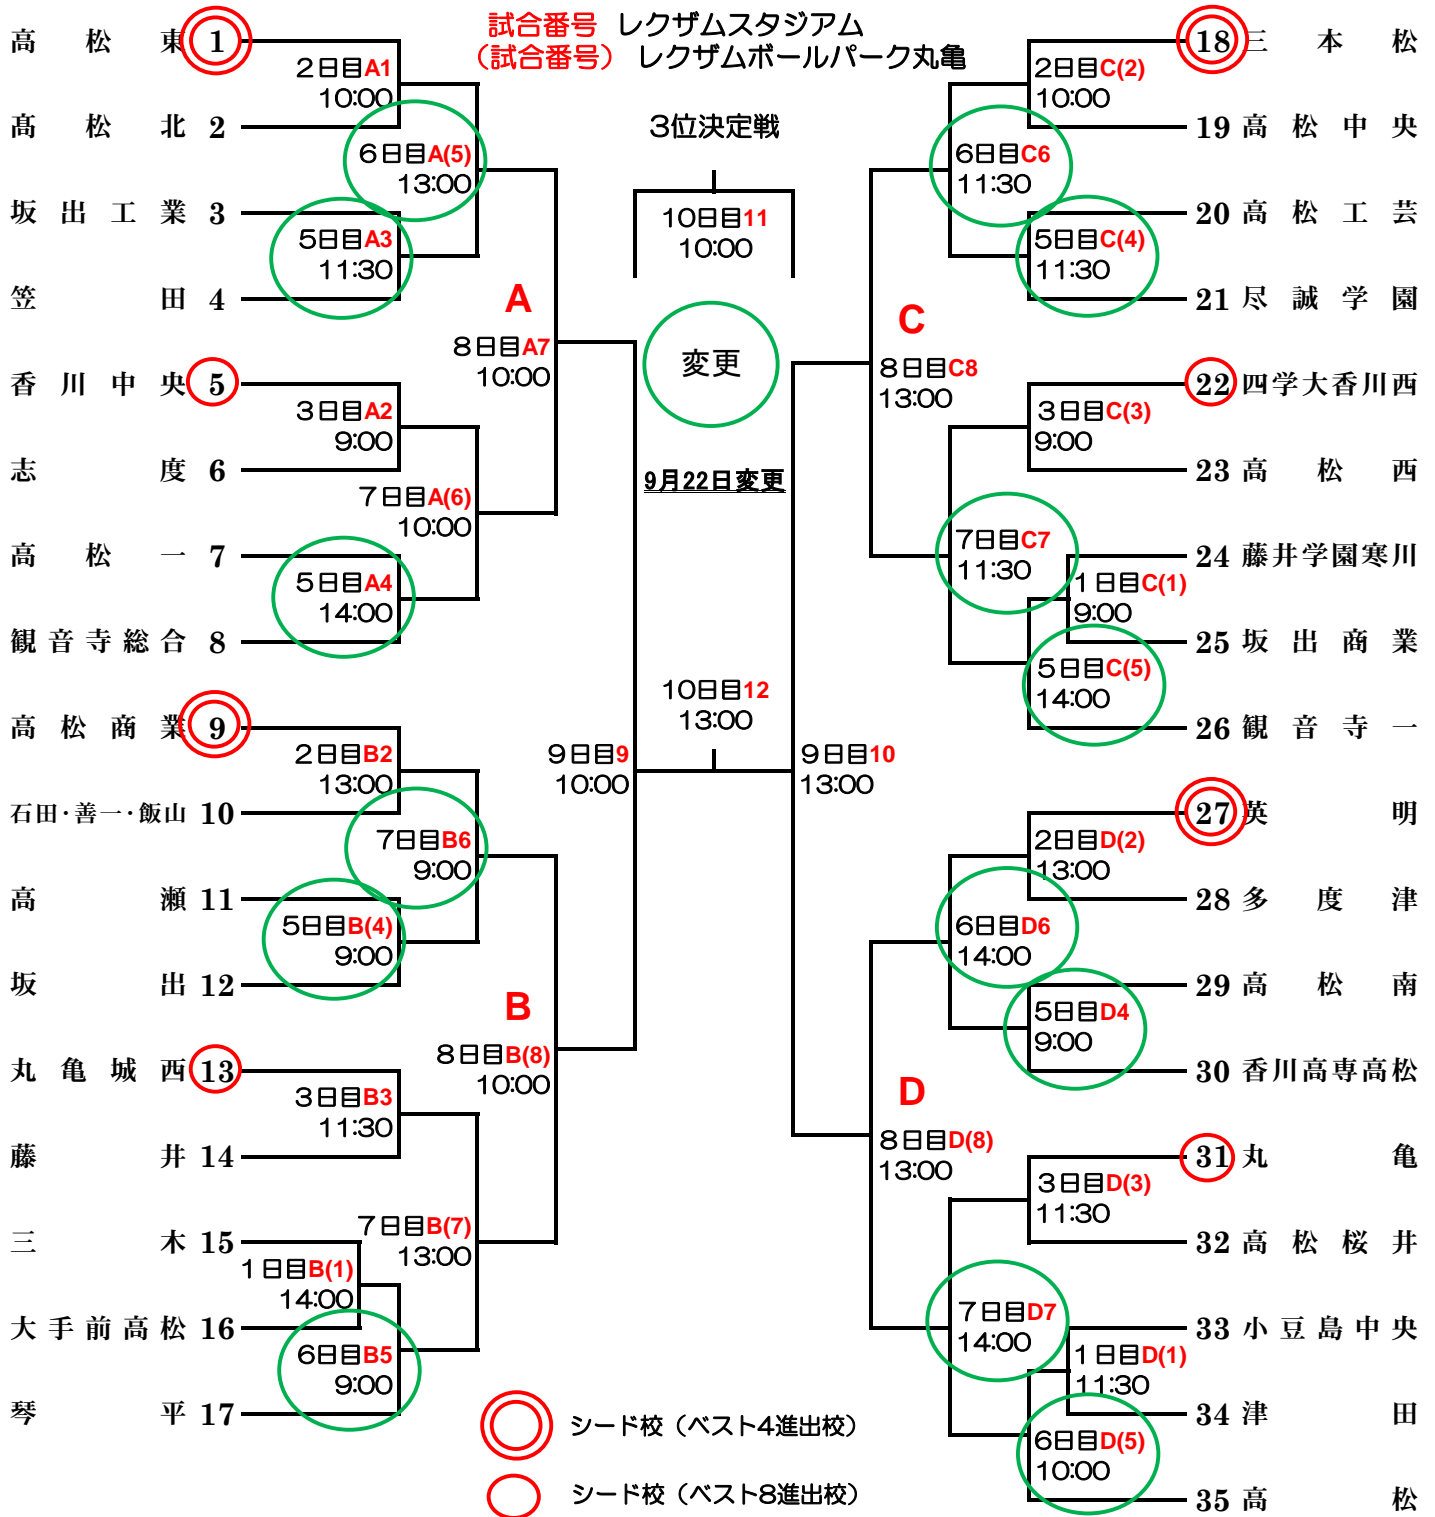 試合番号 レクザムスタジアム
（試合番号） レクザムボールパーク丸亀
高松東 1
2日目A1
10:00
高松北 2
6日目A(5)
13:00
坂出工業 3
5日目A3
11:30
笠田 4
A
8日目A7
10:00
香川中央 5
3日目A2
9:00
志度 6
7日目A(6)
10:00
高松一 7
5日目A4
14:00
観音寺総合 8
高松商業 9
2日目B2
13:00
石田・善一・飯山 10
7日目B6
9:00
高瀬 11
5日目B(4)
9:00
坂出 12
B
8日目B(8)
10:00
丸亀城西 13
3日目B3
11:30
藤井 14
7日目B(7)
13:00
三木 15
1日目B(1)
14:00
大手前高松 16
6日目B5
9:00
琴平 17
3位決定戦
10日目11
10:00
変更
9月22日変更
10日目12
13:00
9日目9
10:00
9日目10
13:00
18 三本松
2日目C(2)
10:00
19 高松中央
6日目C6
11:30
20 高松工芸
5日目C(4)
11:30
21 尽誠学園
C
8日目C8
13:00
22 四学大香川西
3日目C(3)
9:00
23 高松西
7日目C7
11:30
24 藤井学園寒川
1日目C(1)
9:00
25 坂出商業
5日目C(5)
14:00
26 観音寺一
27 英明
2日目D(2)
13:00
28 多度津
6日目D6
14:00
29 高松南
5日目D4
9:00
30 香川高専高松
D
8日目D(8)
13:00
31 丸亀
3日目D(3)
11:30
32 高松桜井
7日目D7
14:00
33 小豆島中央
1日目D(1)
11:30
34 津田
6日目D(5)
10:00
35 高松
シード校（ベスト4進出校）
シード校（ベスト8進出校）